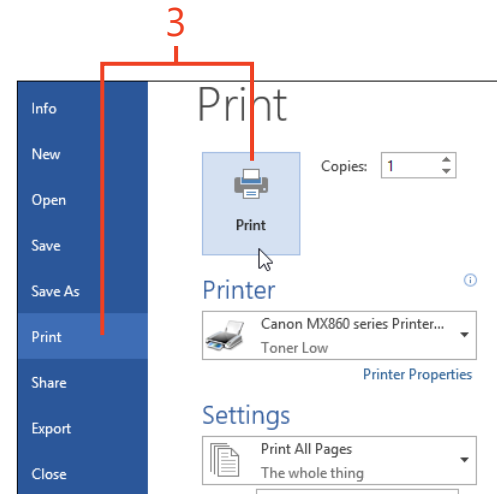 3
Info
New
Open
Save
Save As
Print
Share
Export
Close
Print
Print
Copies: 1
Printer
Canon MX860 series Printer...
Toner Low
Printer Properties
Settings
Print All Pages
The whole thing